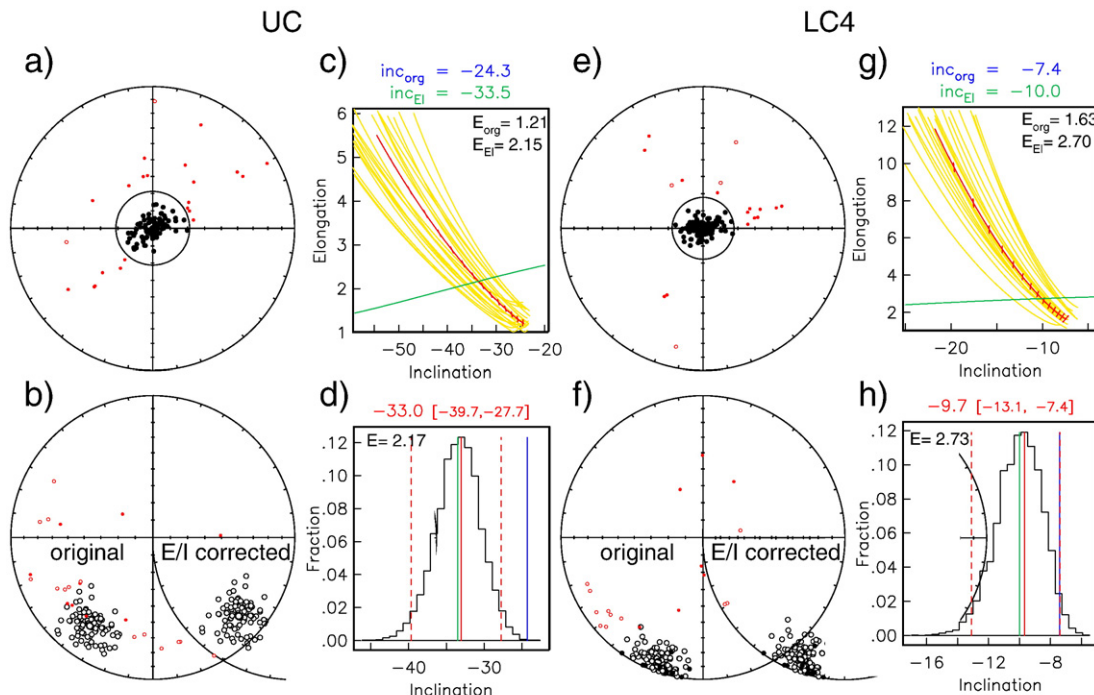 UC
LC4
a)
c)
inc_org = −24.3
inc_EI = −33.5
E_org= 1.21
E_EI= 2.15
6
5
4
3
2
1
Elongation
−50 −40 −30 −20
Inclination
e)
g)
inc_org = −7.4
inc_EI = −10.0
E_org= 1.63
E_EI= 2.70
12
10
8
6
4
2
Elongation
−20 −10
Inclination
b)
original
E/I corrected
d)
−33.0 [−39.7,−27.7]
E= 2.17
.12
.10
.08
.06
.04
.02
.00
Fraction
−40 −30
Inclination
f)
original
E/I corrected
h)
−9.7 [−13.1, −7.4]
E= 2.73
.12
.10
.08
.06
.04
.02
.00
Fraction
−16 −12 −8
Inclination